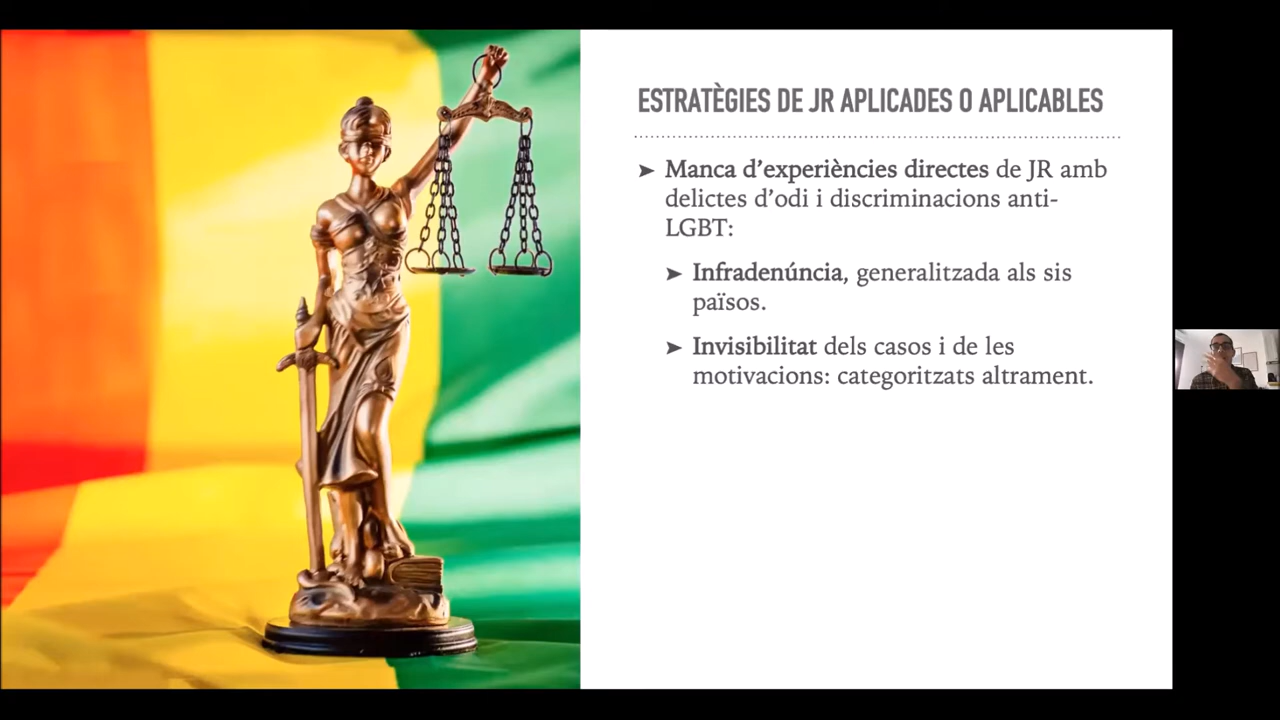 ESTRATÈGIES DE JR APLICADES O APLICABLES
➤ Manca d’experiències directes de JR amb
delictes d’odi i discriminacions anti-
LGBT:
➤ Infradenúncia, generalitzada als sis
països.
➤ Invisibilitat dels casos i de les
motivacions: categoritzats altrament.